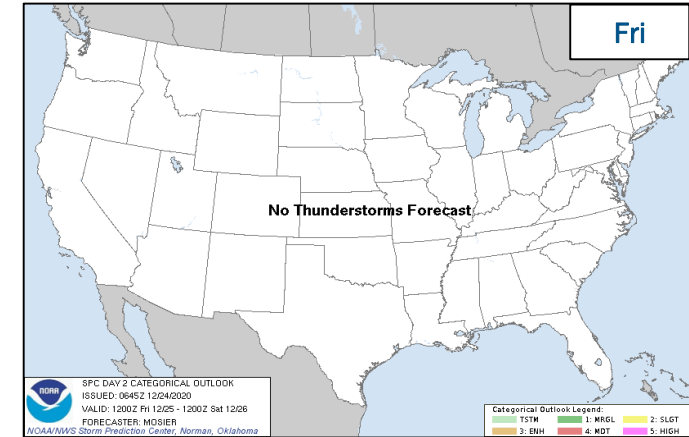 Fri
No Thunderstorms Forecast
NOAA
SPC DAY 2 CATEGORICAL OUTLOOK
ISSUED: 0645Z 12/24/2020
VALID: 1200Z Fri 12/25 - 1200Z Sat 12/26
FORECASTER: MOSIER
NOAA/NWS Storm Prediction Center, Norman, Oklahoma
Categorical Outlook Legend:
TSTM 1: MRGL 2: SLGT
3: ENH 4: MDT 5: HIGH